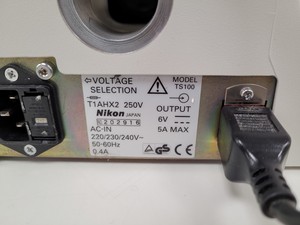 VOLTAGE SELECTION
MODEL TS100
T1AHX2 250V
OUTPUT
Nikon JAPAN
6V
202916
5A MAX
AC-IN
220/230/240V~
50-60Hz
0.4A